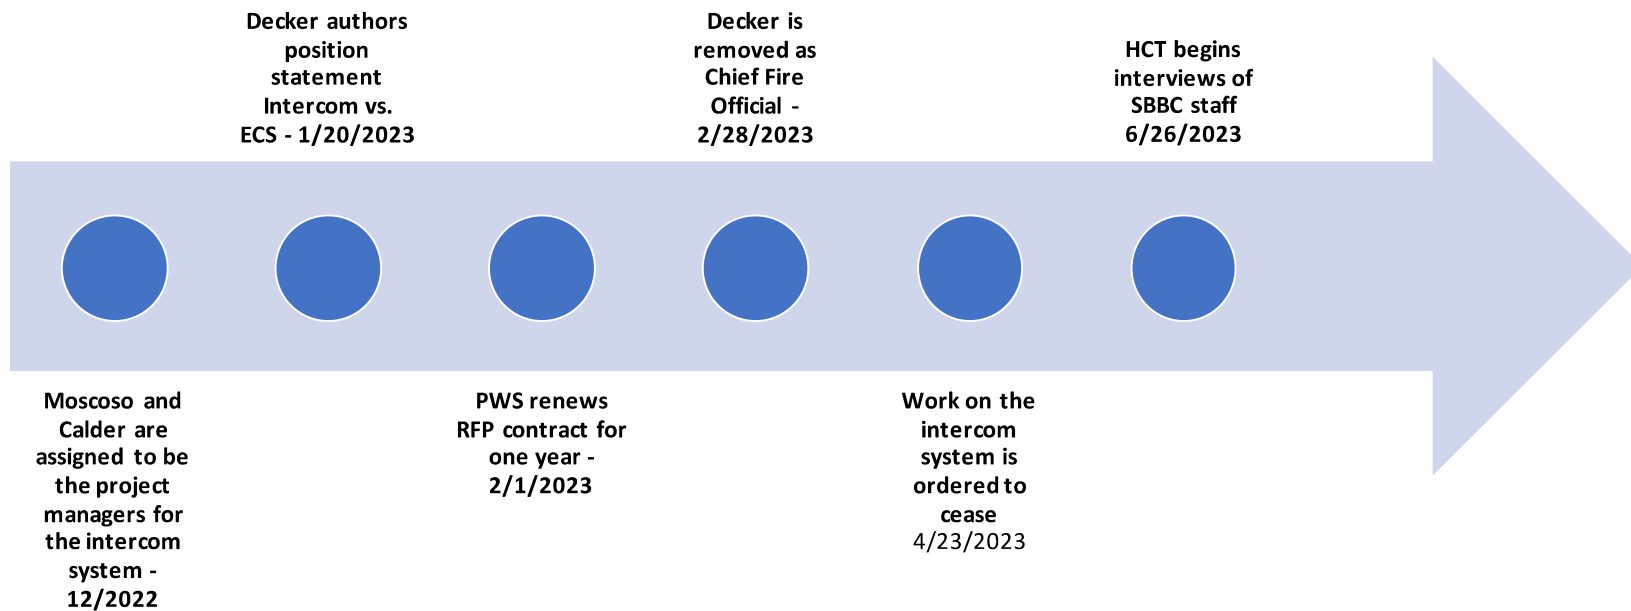 Decker authors
position
statement
Intercom vs.
ECS - 1/20/2023
Decker is
removed as
Chief Fire
Official -
2/28/2023
HCT begins
interviews of
SBBC staff
6/26/2023
Moscoso and
Calder are
assigned to be
the project
managers for
the intercom
system -
12/2022
PWS renews
RFP contract for
one year -
2/1/2023
Work on the
intercom
system is
ordered to
cease
4/23/2023